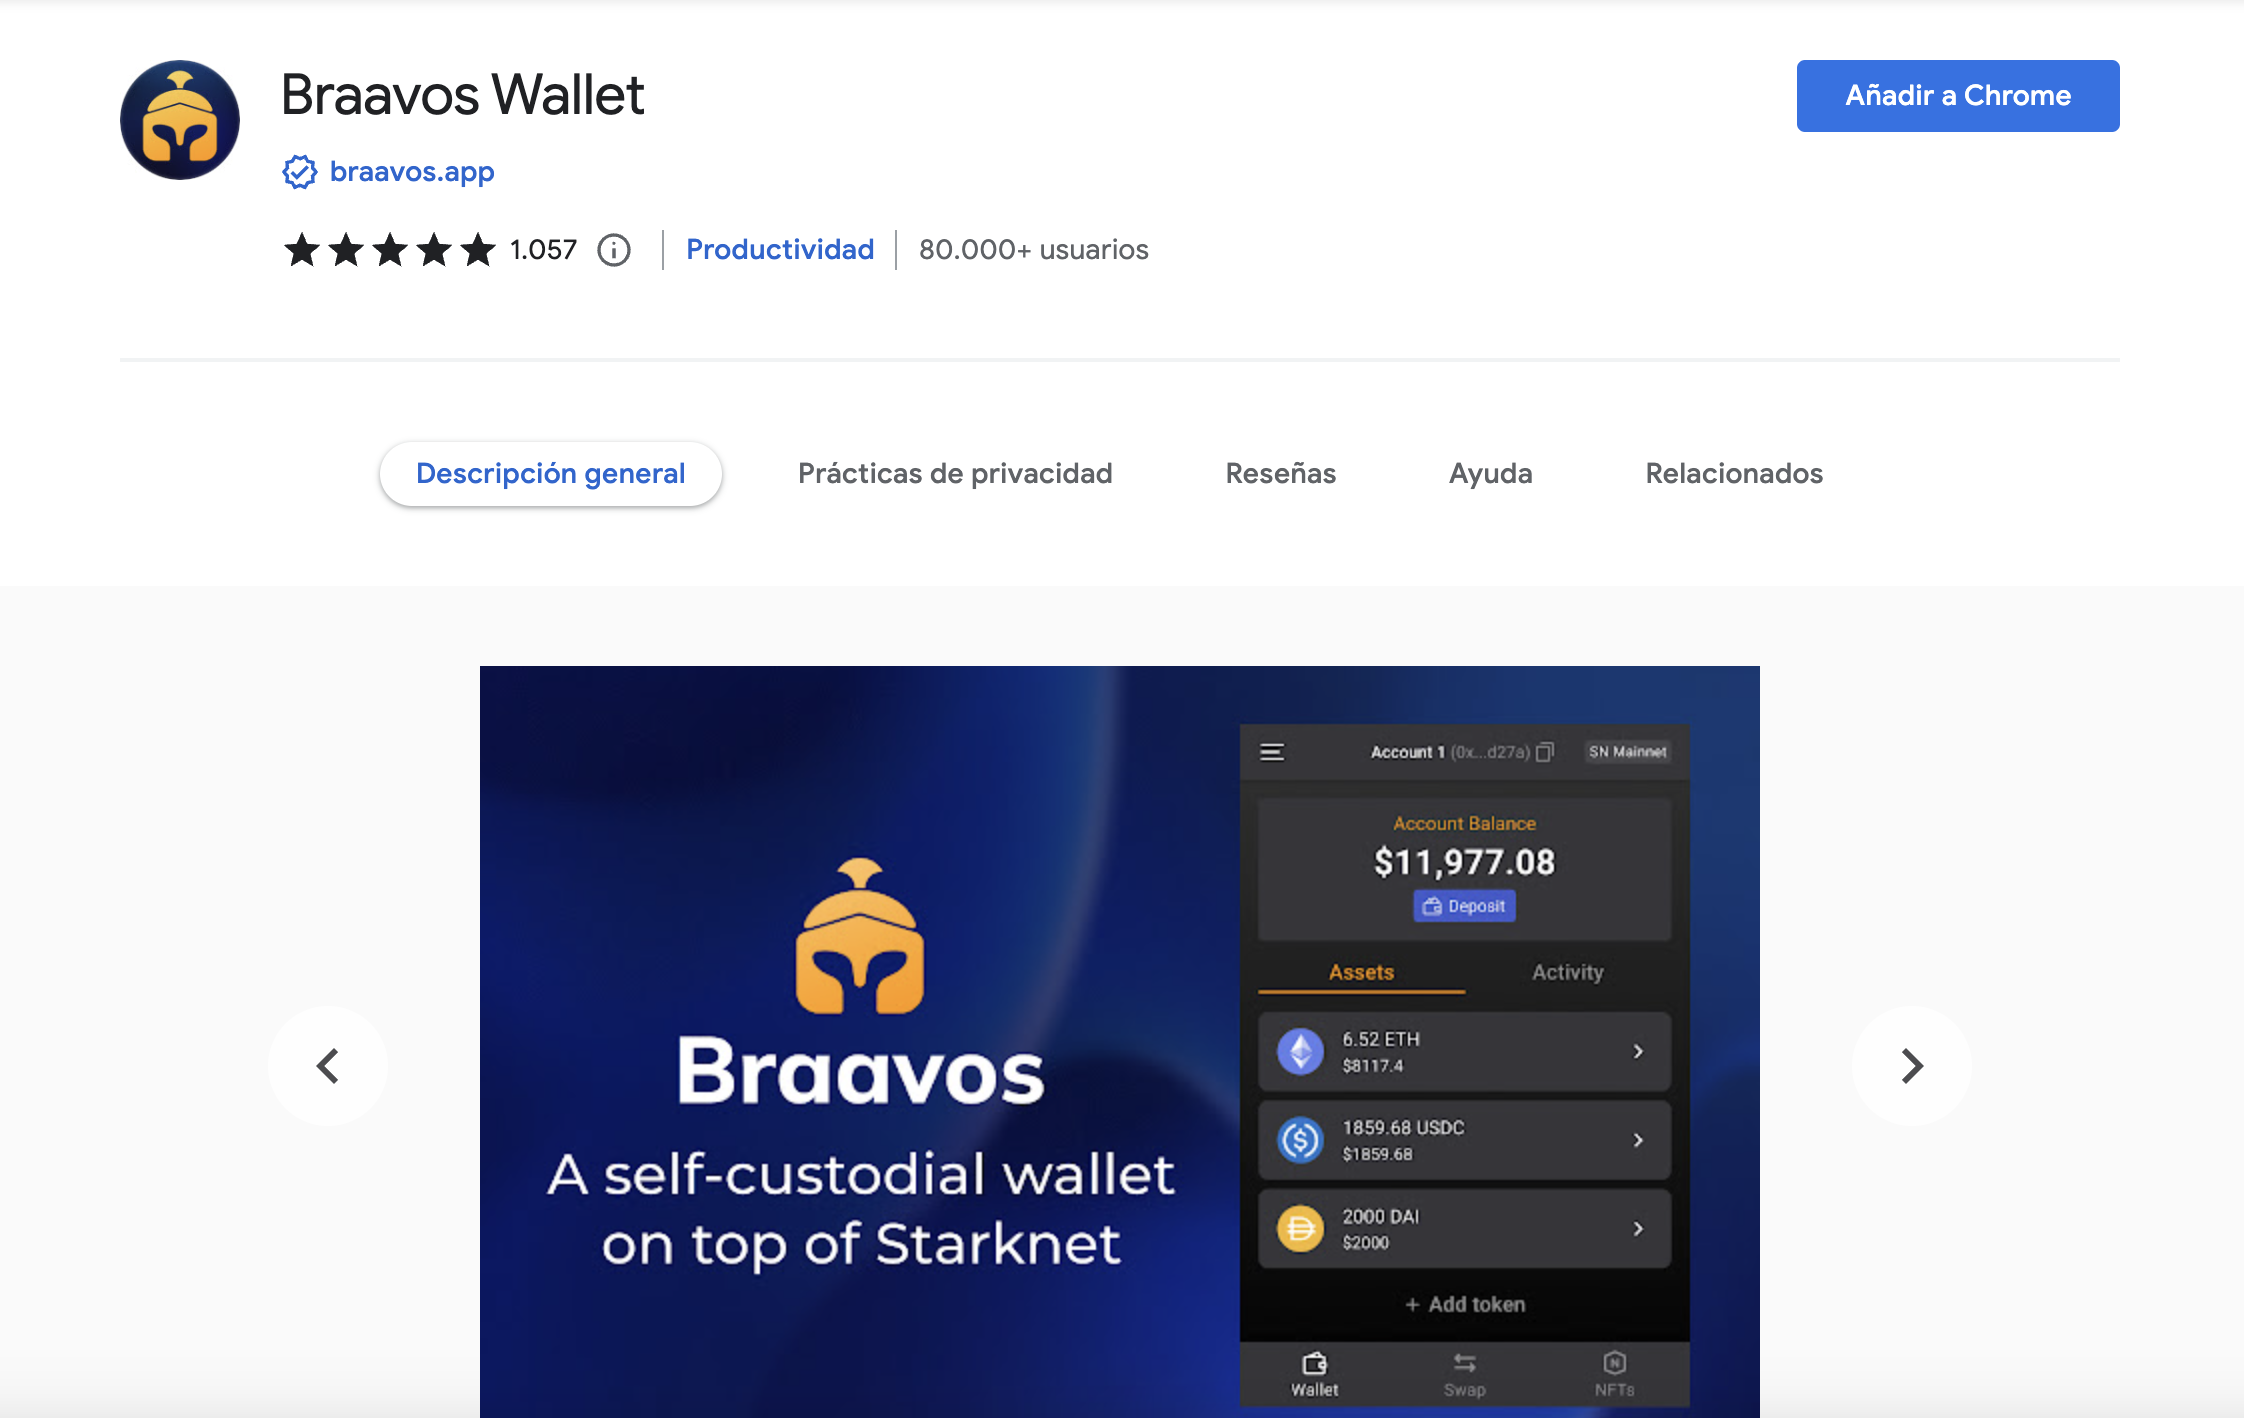 Braavos Wallet
Añadir a Chrome
braavos.app
1.057
Productividad
80.000+ usuarios
Descripción general
Prácticas de privacidad
Reseñas
Ayuda
Relacionados
Braavos
A self-custodial wallet
on top of Starknet
Account 1 (0x...d27a)
SN Mainnet
Account Balance
$11,977.08
Deposit
Assets
Activity
6.52 ETH
$8117.4
1859.68 USDC
$1859.68
2000 DAI
$2000
+ Add token
Wallet
Swap
NFTs